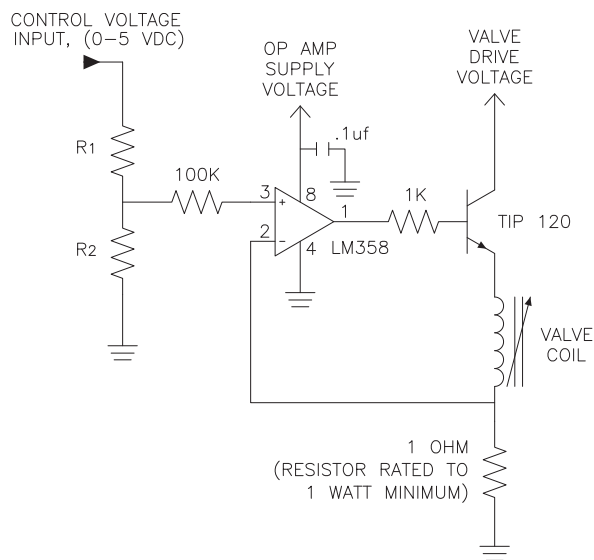 CONTROL VOLTAGE
INPUT, (0–5 VDC)
OP AMP
SUPPLY
VOLTAGE
VALVE
DRIVE
VOLTAGE
.1uf
R1
100K
3
+
8
1
1K
TIP 120
2
-
4
LM358
R2
VALVE
COIL
1 OHM
(RESISTOR RATED TO
1 WATT MINIMUM)